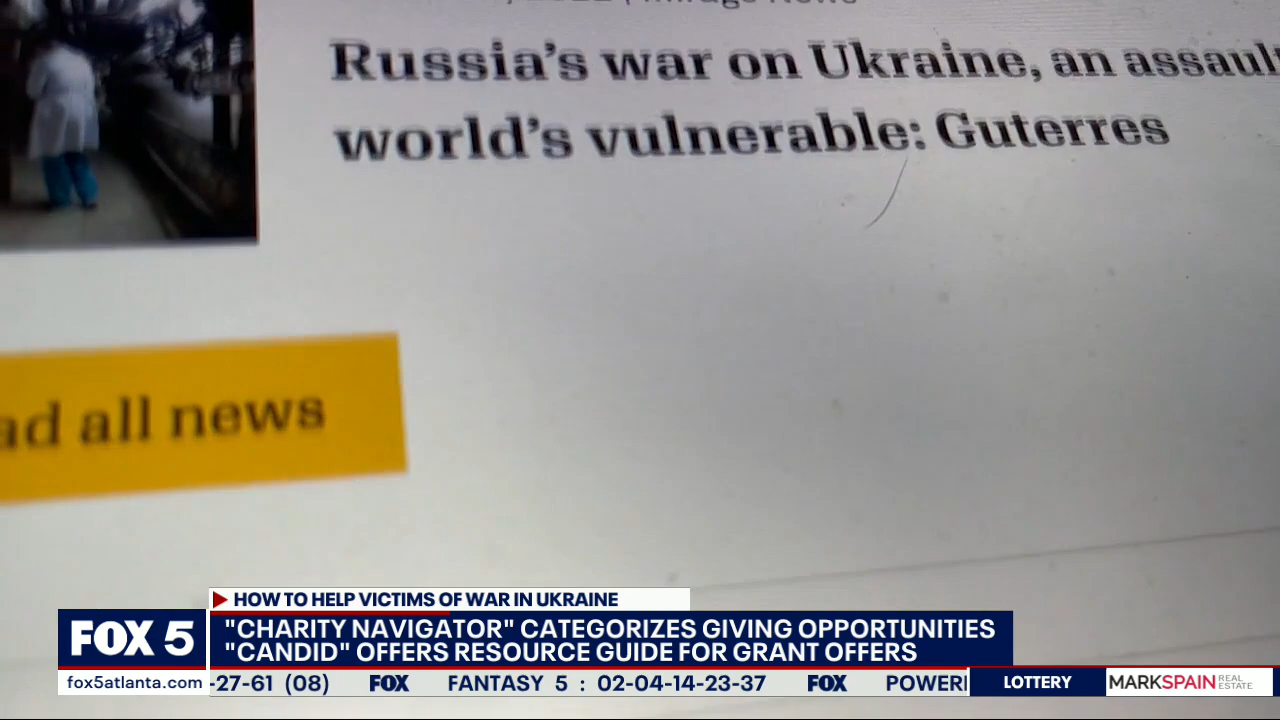 Russia's war on Ukraine, an assault
world's vulnerable: Guterres
ad all news
HOW TO HELP VICTIMS OF WAR IN UKRAINE
FOX 5
"CHARITY NAVIGATOR" CATEGORIZES GIVING OPPORTUNITIES
"CANDID" OFFERS RESOURCE GUIDE FOR GRANT OFFERS
fox5atlanta.com -27-61 (08) FOX FANTASY 5 : 02-04-14-23-37 FOX POWER LOTTERY MARKSPAIN REAL ESTATE